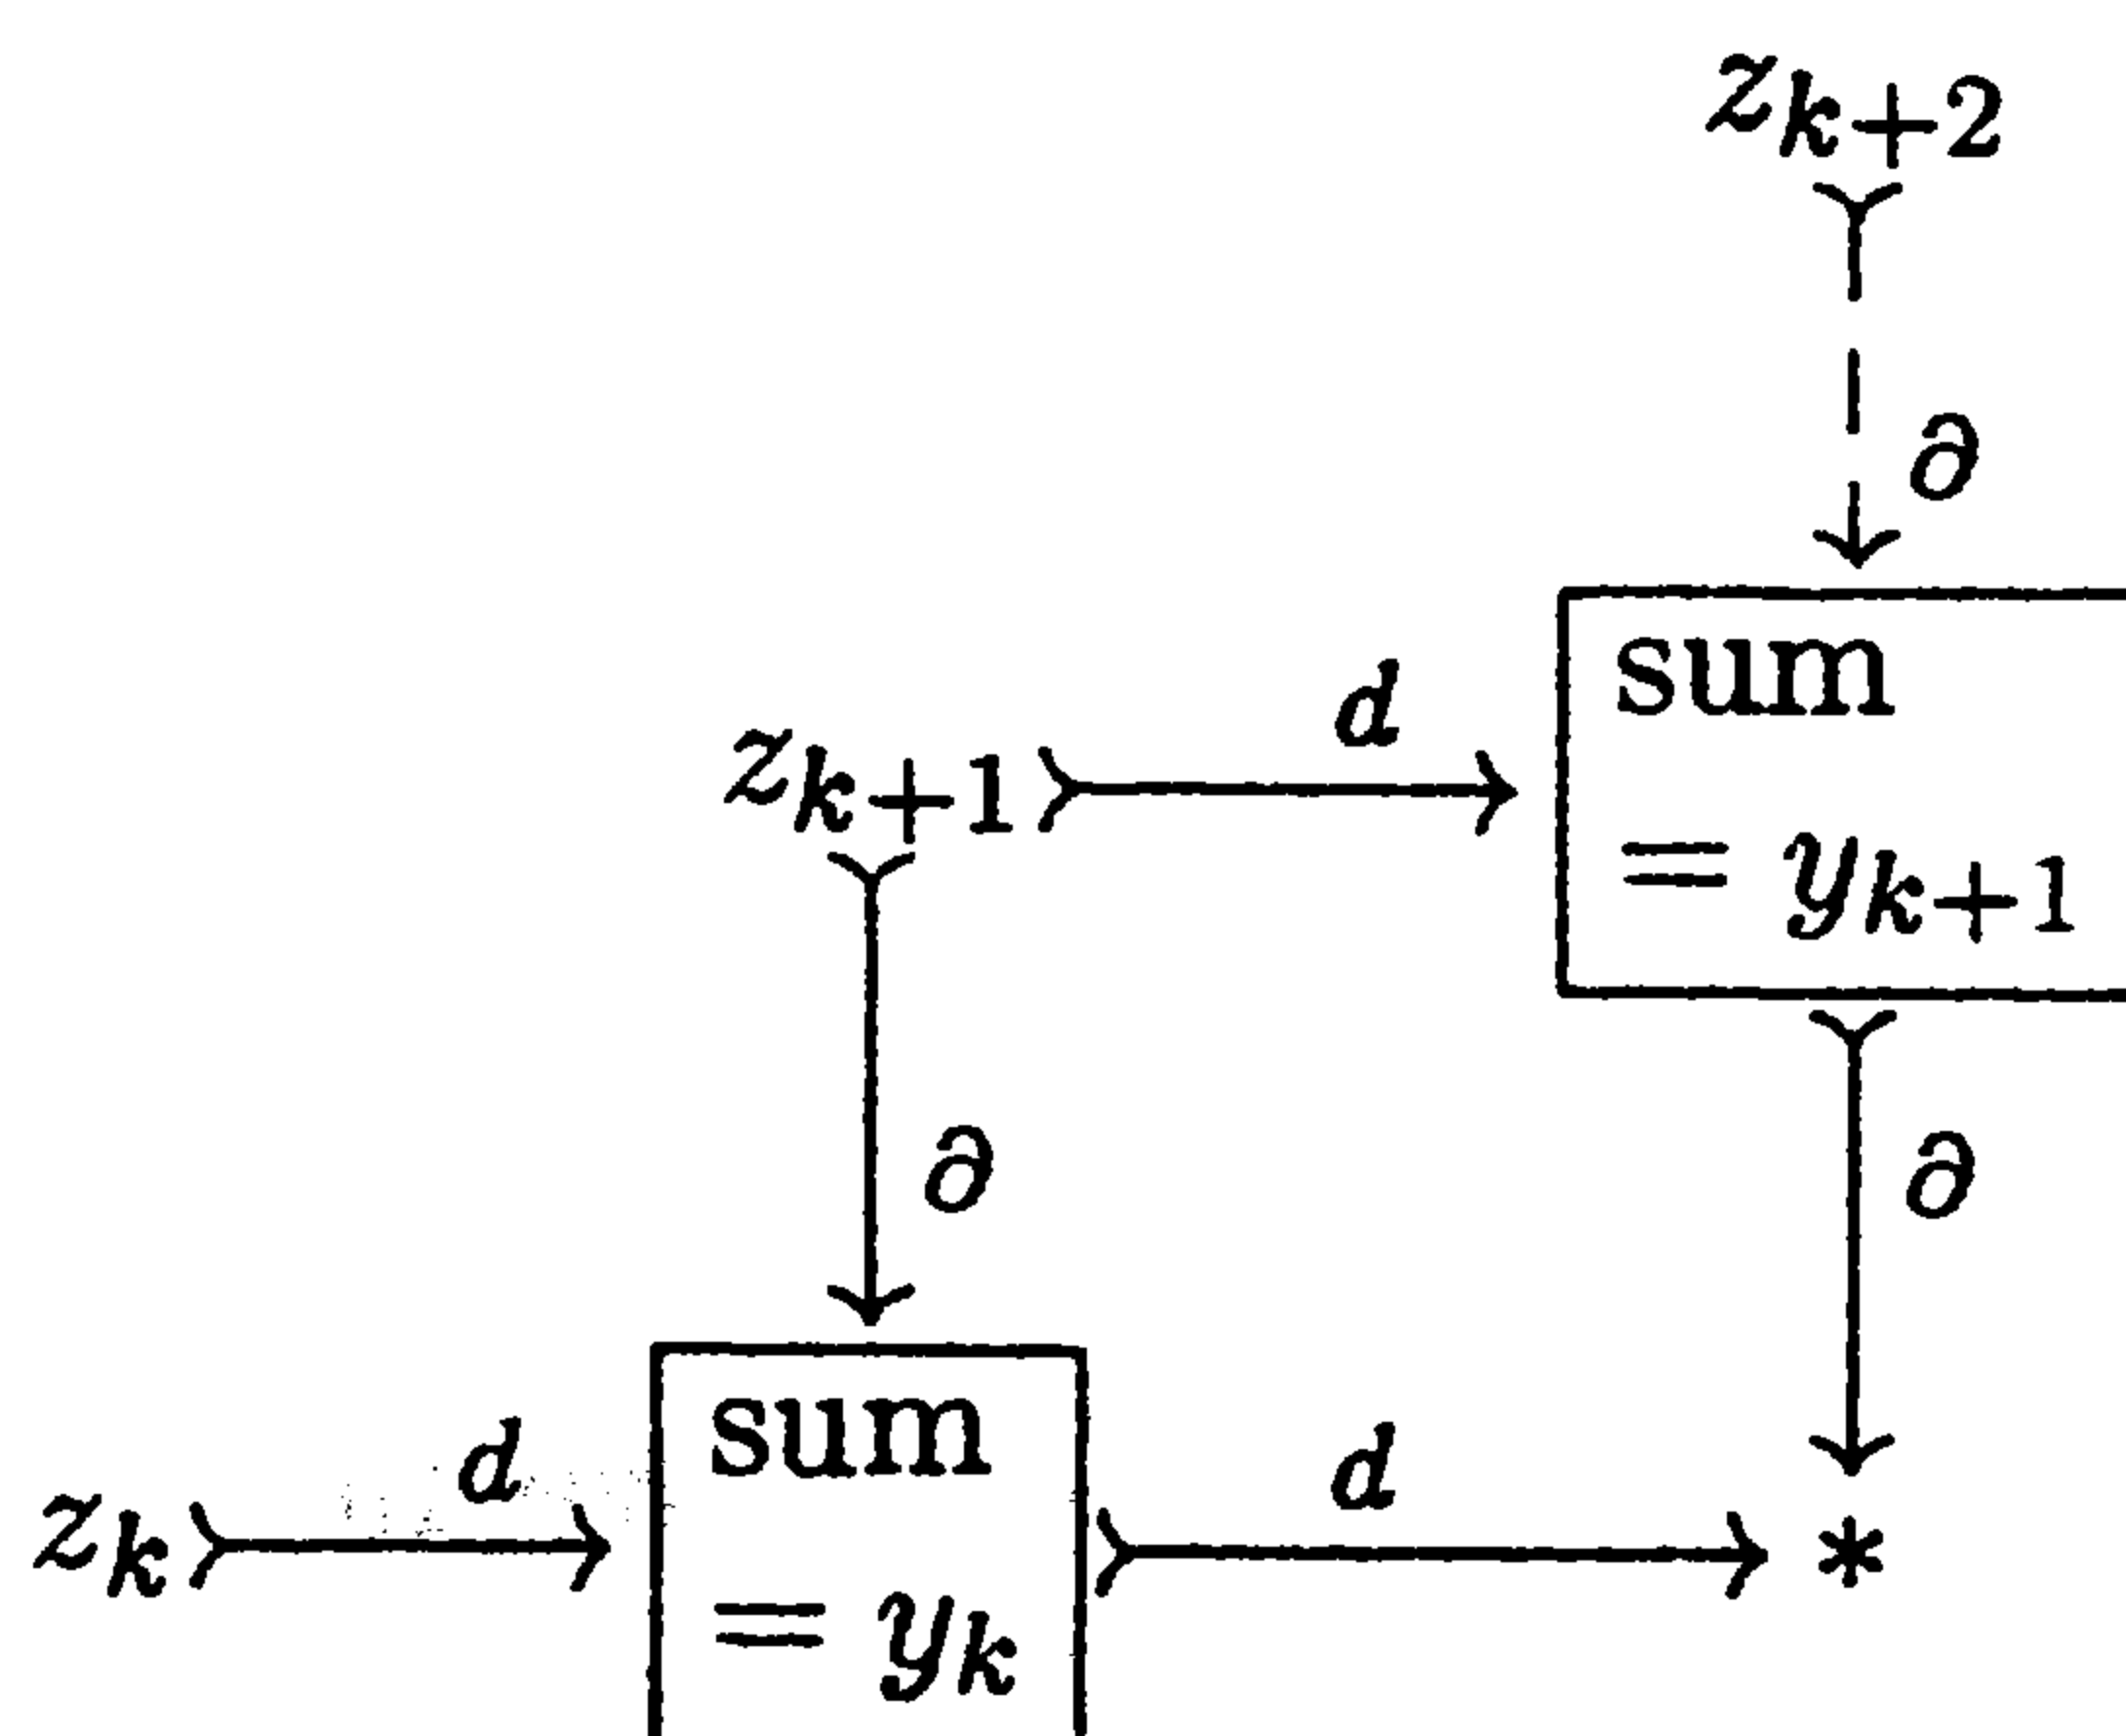 z_{k+2}
∂
sum
= y_{k+1}
z_{k+1}
d
∂
∂
z_k
d
sum
= y_k
d
*